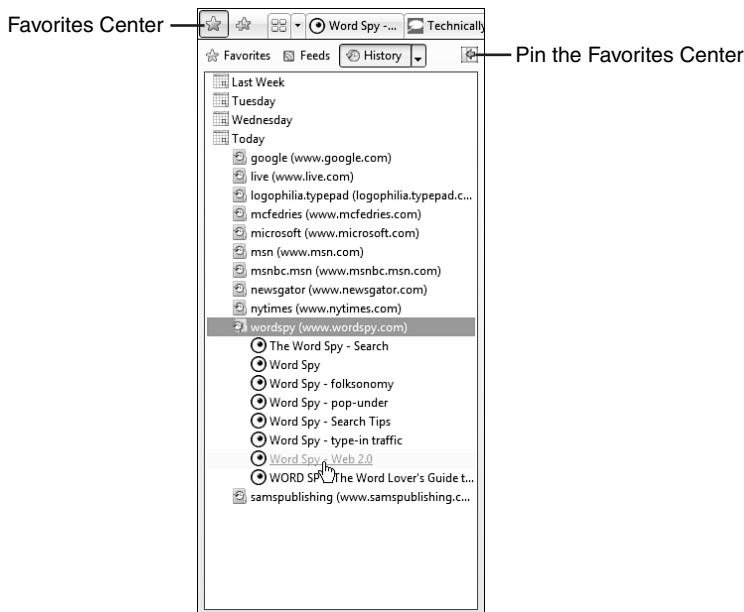 Favorites Center
Word Spy -...
Technically
Favorites
Feeds
History
Pin the Favorites Center
Last Week
Tuesday
Wednesday
Today
google (www.google.com)
live (www.live.com)
logophilia.typepad (logophilia.typepad.c...
mcfedries (www.mcfedries.com)
microsoft (www.microsoft.com)
msn (www.msn.com)
msnbc.msn (www.msnbc.msn.com)
newsgator (www.newsgator.com)
nytimes (www.nytimes.com)
wordspy (www.wordspy.com)
The Word Spy - Search
Word Spy
Word Spy - folksonomy
Word Spy - pop-under
Word Spy - Search Tips
Word Spy - type-in traffic
Word Spy - Web 2.0
WORD SP The Word Lover's Guide t...
samspublishing (www.samspublishing.c...